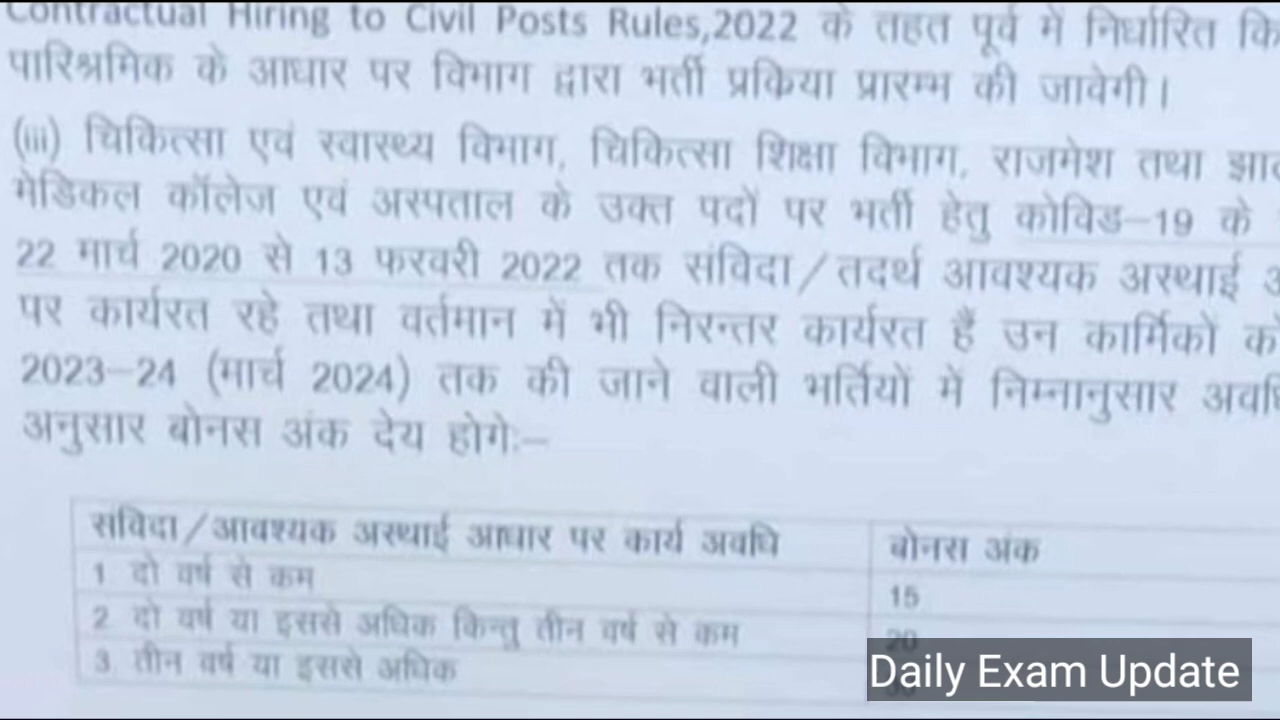 Contractual Hiring to Civil Posts Rules,2022 के तहत पूर्व में निर्धारित
पारिश्रमिक के आधार पर विभाग द्वारा भर्ती प्रकिया प्रारम्भ की जावेगी।
(iii) चिकित्सा एवं स्वास्थ्य विभाग, चिकित्सा शिक्षा विभाग, राजमेश तथा
मेडिकल कॉलेज एवं अस्पताल के उक्त पदों पर भर्ती हेतु कोविड–19 के
22 मार्च 2020 से 13 फरवरी 2022 तक संविदा/तदर्थ आवश्यक अस्थाई
पर कार्यरत रहे तथा वर्तमान में भी निरन्तर कार्यरत हैं उन कार्मिकों
2023–24 (मार्च 2024) तक की जाने वाली भर्तियों में निम्नानुसार
अनुसार बोनस अंक देय होगेः–
संविदा/आवश्यक अस्थाई आधार पर कार्य अवधि बोनस अंक
1 दो वर्ष से कम 15
2 दो वर्ष या इससे अधिक किन्तु तीन वर्ष से कम 20
3. तीन वर्ष या इससे अधिक
Daily Exam Update